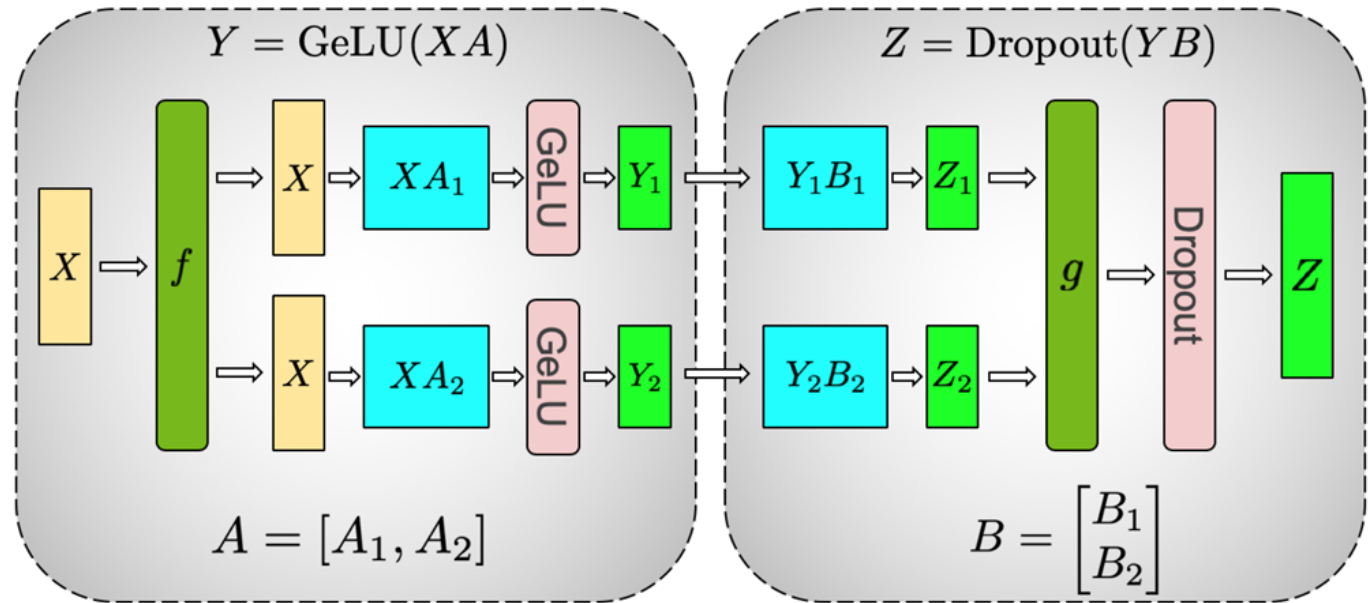 Y = GeLU(XA)
X
f
X
XA₁
GeLU
Y₁
X
XA₂
GeLU
Y₂
A = [A₁, A₂]
Z = Dropout(YB)
Y₁B₁
Z₁
Y₂B₂
Z₂
g
Dropout
Z
B = [B₁
B₂]